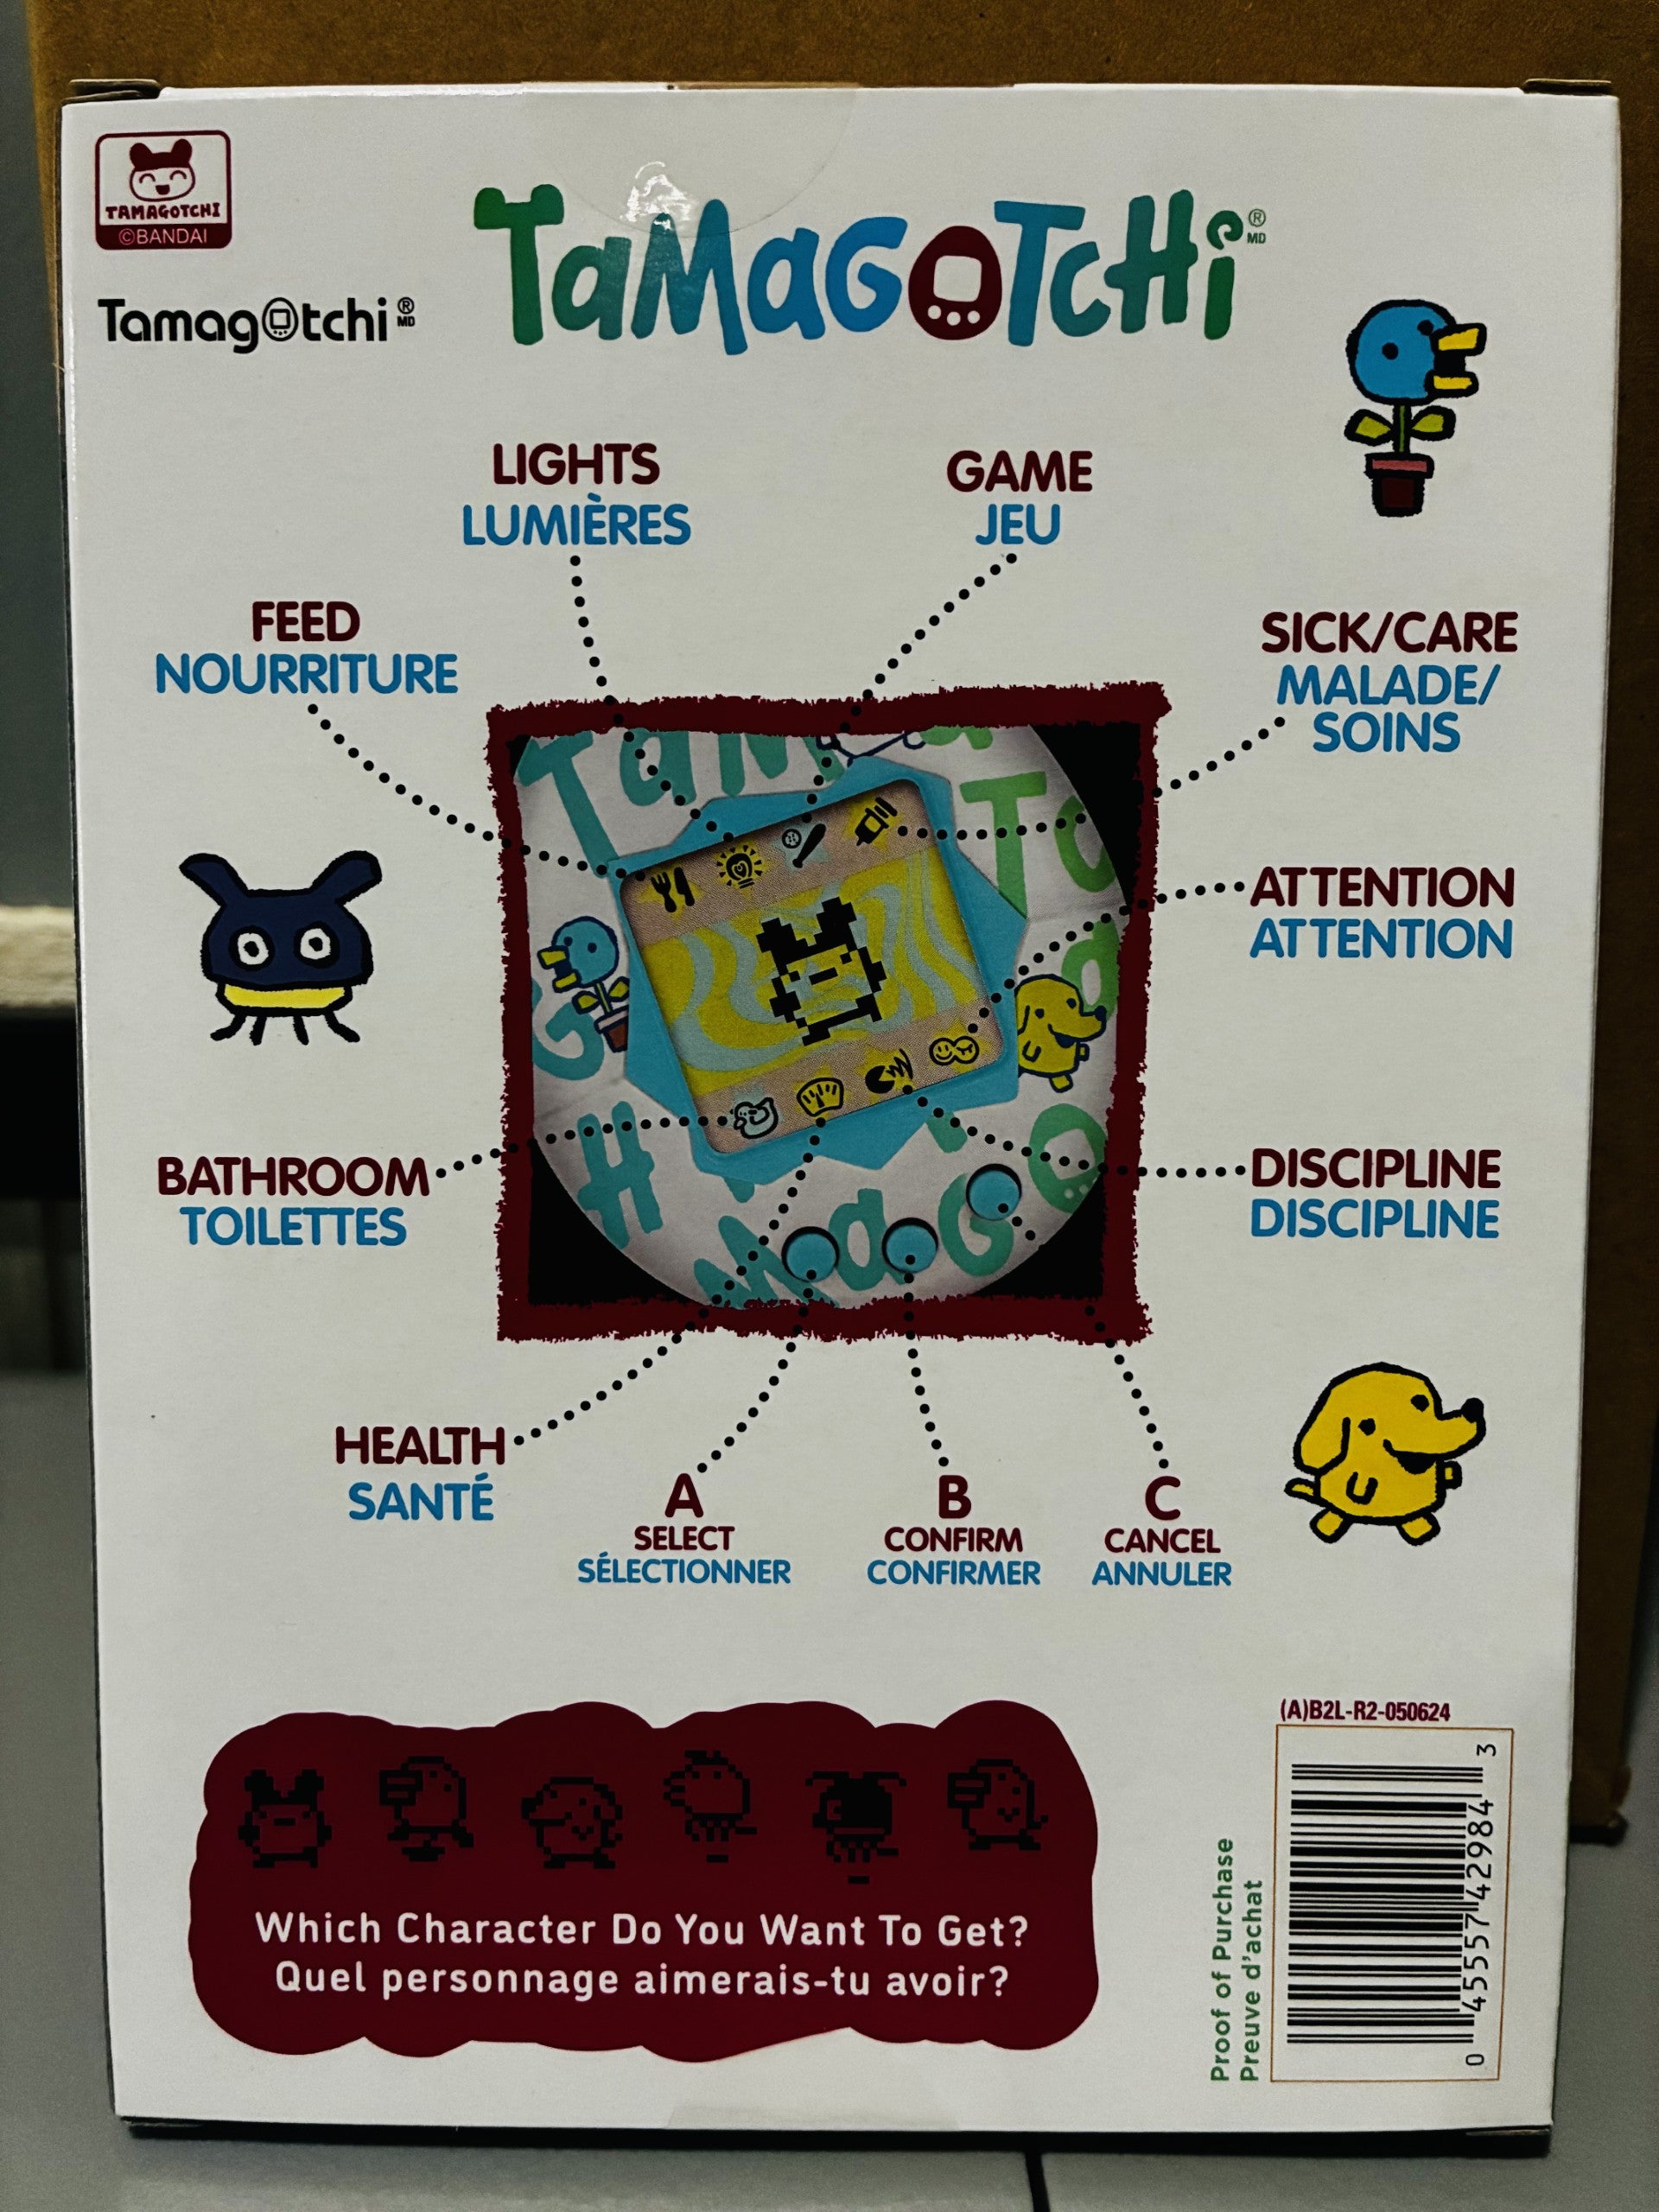 TAMAGOTCHI
©BANDAI
Tamagotchi® MD
TaMaGoTcHi® MD
LIGHTS
LUMIÈRES
GAME
JEU
FEED
NOURRITURE
SICK/CARE
MALADE/
SOINS
ATTENTION
ATTENTION
BATHROOM
TOILETTES
DISCIPLINE
DISCIPLINE
HEALTH
SANTÉ
A
SELECT
SÉLECTIONNER
B
CONFIRM
CONFIRMER
C
CANCEL
ANNULER
Which Character Do You Want To Get?
Quel personnage aimerais-tu avoir?
(A)B2L-R2-050624
Proof of Purchase
Preuve d'achat
0 45557 42984 3